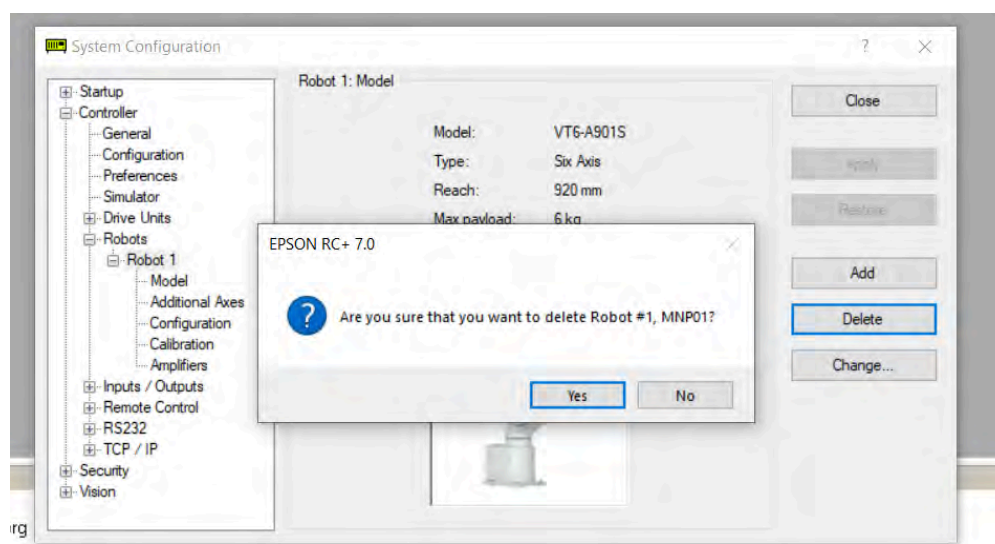 System Configuration
?
Startup
Controller
General
Configuration
Preferences
Simulator
Drive Units
Robots
Robot 1
Model
Additional Axes
Configuration
Calibration
Amplifiers
Inputs / Outputs
Remote Control
RS232
TCP / IP
Security
Vision
Robot 1: Model
Model: VT6-A901S
Type: Six Axis
Reach: 920 mm
Max payload: 6 kg
Close
Apply
Restore
Add
Delete
Change...
EPSON RC+ 7.0
Are you sure that you want to delete Robot #1, MNP01?
Yes No
rg